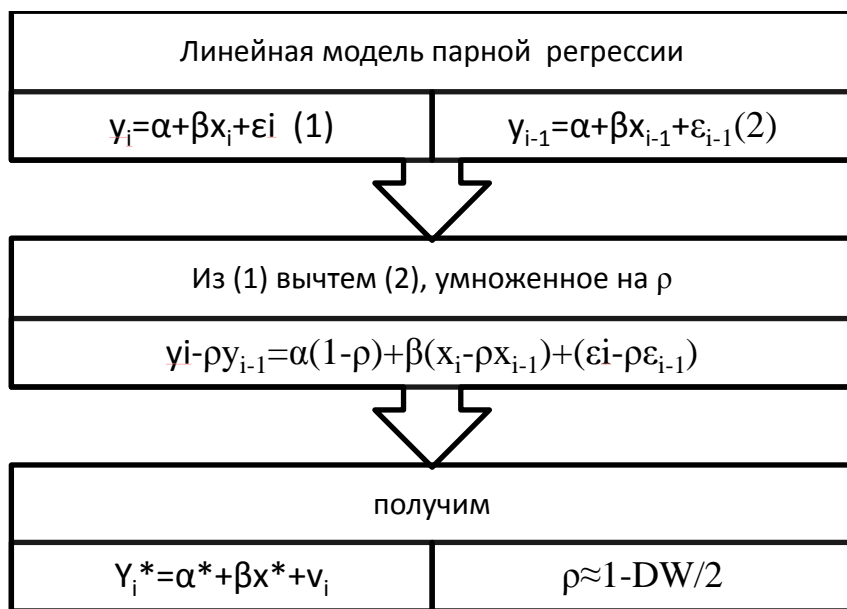 Линейная модель парной регрессии
yᵢ=α+βxᵢ+εi (1)
yᵢ₋₁=α+βxᵢ₋₁+εᵢ₋₁(2)
Из (1) вычтем (2), умноженное на ρ
yi-ρyᵢ₋₁=α(1-ρ)+β(xᵢ-ρxᵢ₋₁)+(εi-ρεᵢ₋₁)
получим
Yᵢ*=α*+βx*+νᵢ
ρ≈1-DW/2